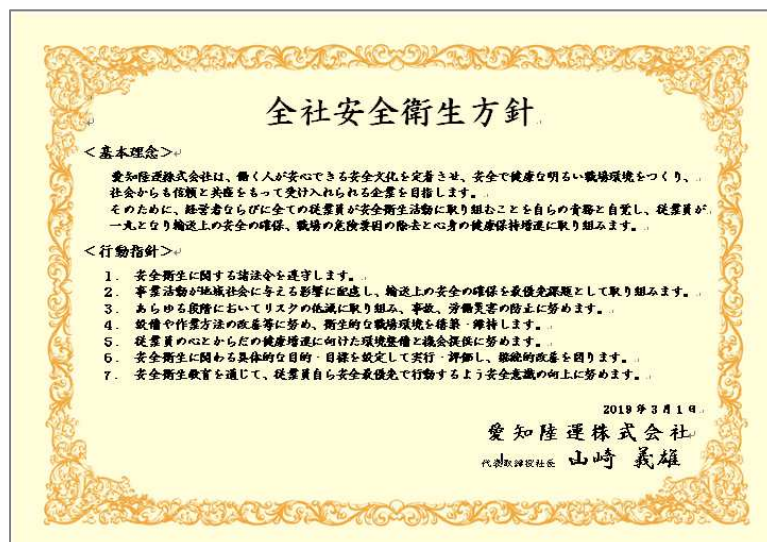 全社安全衛生方針
＜基本理念＞
愛知陸運株式会社は、働く人が安心できる安全文化を定着させ、安全で健康な明るい職場環境をつくり、
社会からも信頼と共感をもって受け入れられる企業を目指します。
そのために、経営者ならびに全ての従業員が安全衛生活動に取り組むことを自らの責務と自覚し、従業員が
一丸となり輸送上の安全の確保、職場の危険要因の除去と心身の健康保持増進に取り組みます。
＜行動指針＞
1. 安全衛生に関する諸法令を遵守します。
2. 事業活動が地域社会に与える影響に配慮し、輸送上の安全の確保を最優先課題として取り組みます。
3. あらゆる段階においてリスクの低減に取り組み、事故、労働災害の防止に努めます。
4. 設備や作業方法の改善等に努め、衛生的な職場環境を構築・維持します。
5. 従業員の心とからだの健康増進に向けた環境整備と機会提供に努めます。
6. 安全衛生に関わる具体的な目的・目標を設定して実行・評価し、継続的改善を図ります。
7. 安全衛生教育を通じて、従業員自ら安全最優先で行動するよう安全意識の向上に努めます。
2019年3月1日
愛知陸運株式会社
代表取締役社長 山崎 義雄